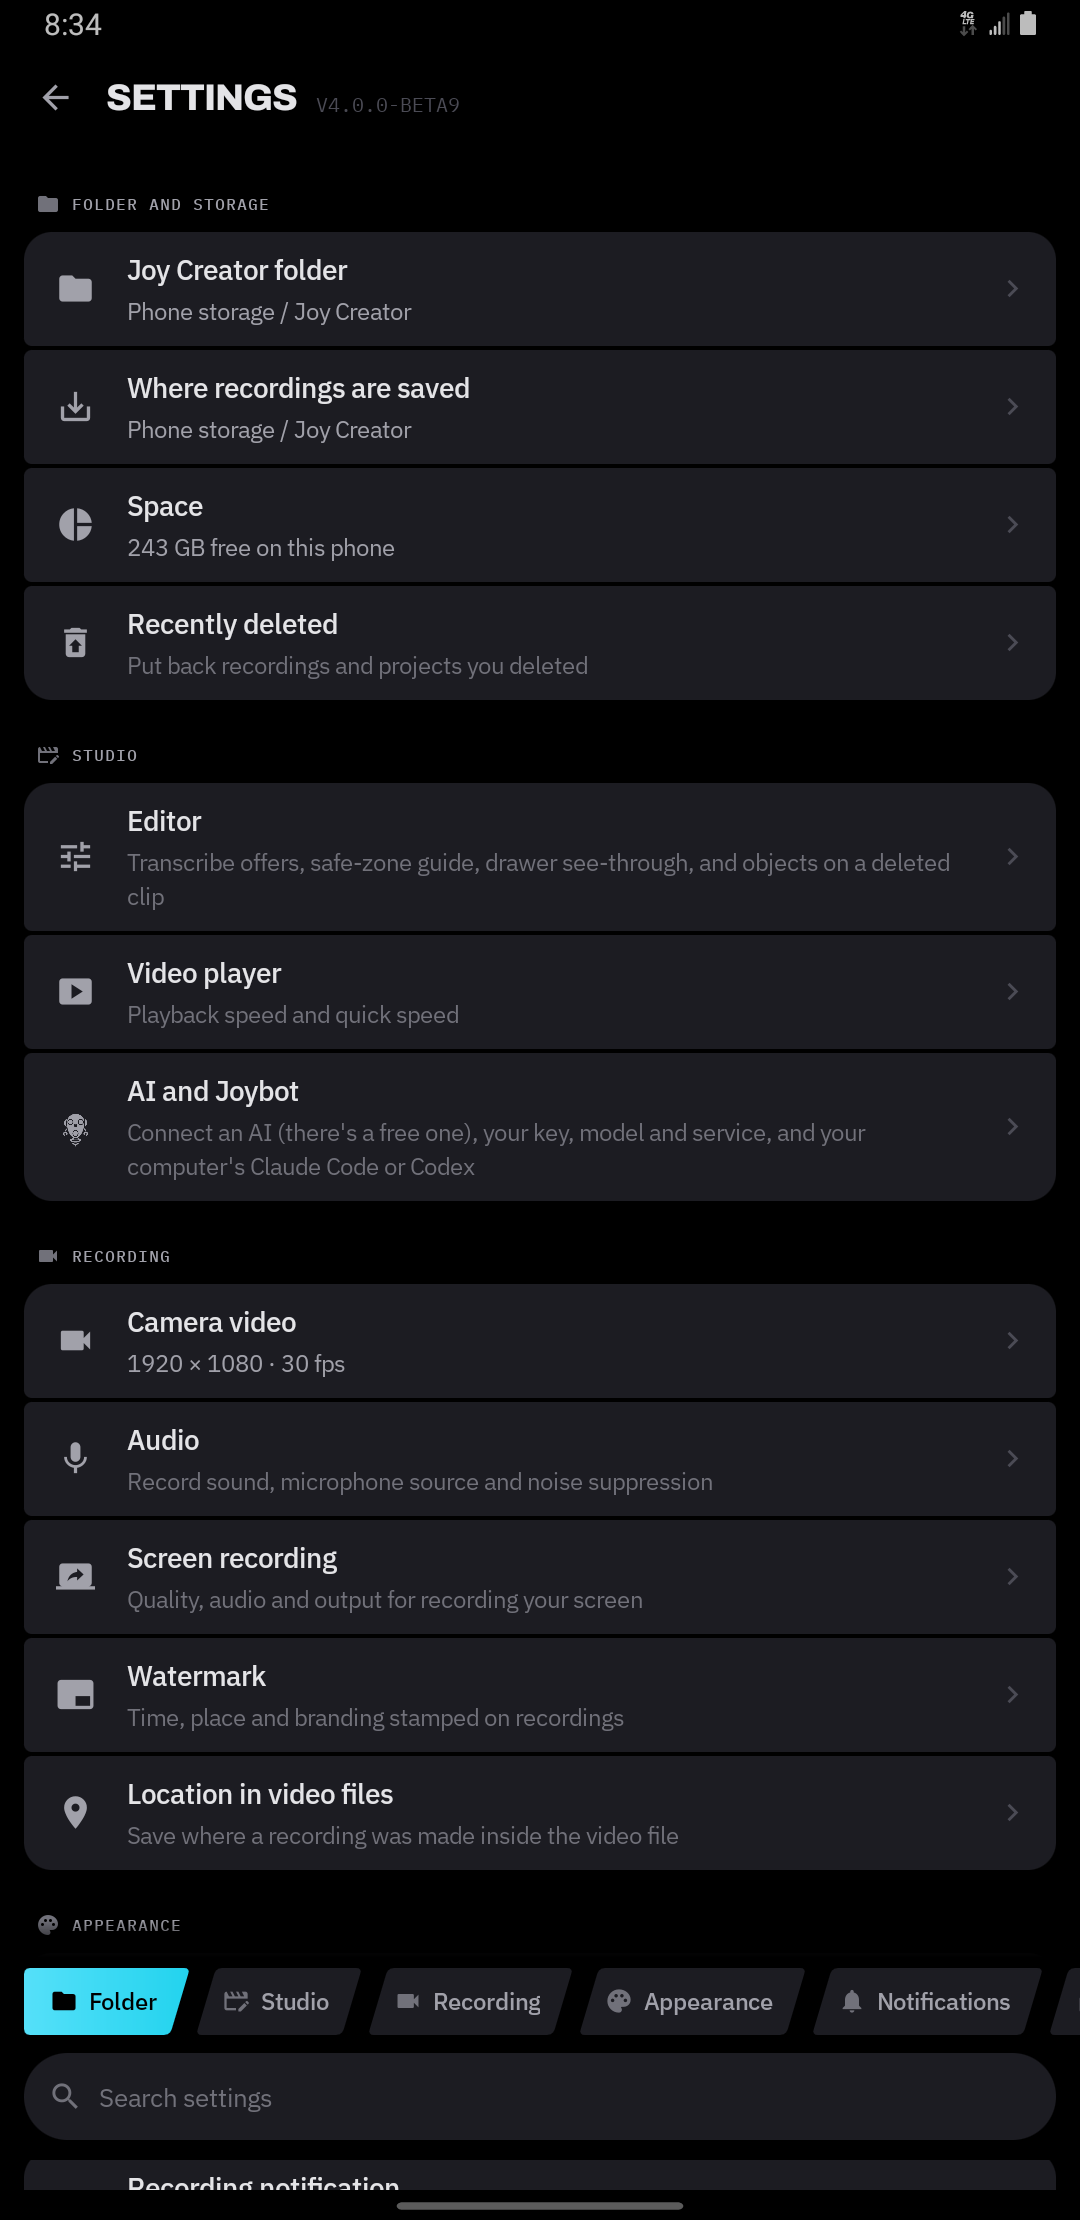 8:34
4G LTE
SETTINGS V4.0.0-BETA9
FOLDER AND STORAGE
Joy Creator folder
Phone storage / Joy Creator
Where recordings are saved
Phone storage / Joy Creator
Space
243 GB free on this phone
Recently deleted
Put back recordings and projects you deleted
STUDIO
Editor
Transcribe offers, safe-zone guide, drawer see-through, and objects on a deleted
clip
Video player
Playback speed and quick speed
AI and Joybot
Connect an AI (there's a free one), your key, model and service, and your
computer's Claude Code or Codex
RECORDING
Camera video
1920 × 1080 · 30 fps
Audio
Record sound, microphone source and noise suppression
Screen recording
Quality, audio and output for recording your screen
Watermark
Time, place and branding stamped on recordings
Location in video files
Save where a recording was made inside the video file
APPEARANCE
Folder Studio Recording Appearance Notifications
Search settings
Recording notification